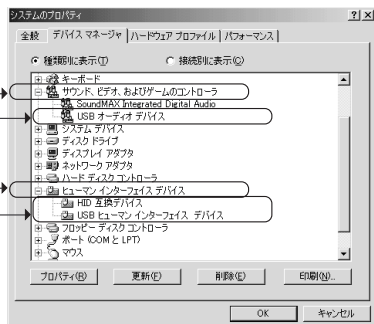 システムのプロパティ
全般 デバイス マネージャ ハードウェア プロファイル パフォーマンス
種類別に表示(T) 接続別に表示(C)
キーボード
サウンド、ビデオ、およびゲームのコントローラ
SoundMAX Integrated Digital Audio
USB オーディオ デバイス
システム デバイス
ディスク ドライブ
ディスプレイ アダプタ
ネットワーク アダプタ
ハード ディスク コントローラ
ヒューマン インターフェイス デバイス
HID 互換デバイス
USB ヒューマン インターフェイス デバイス
フロッピー ディスク コントローラ
ポート (COM と LPT)
マウス
プロパティ(R) 更新(F) 削除(E) 印刷(N)...
OK キャンセル